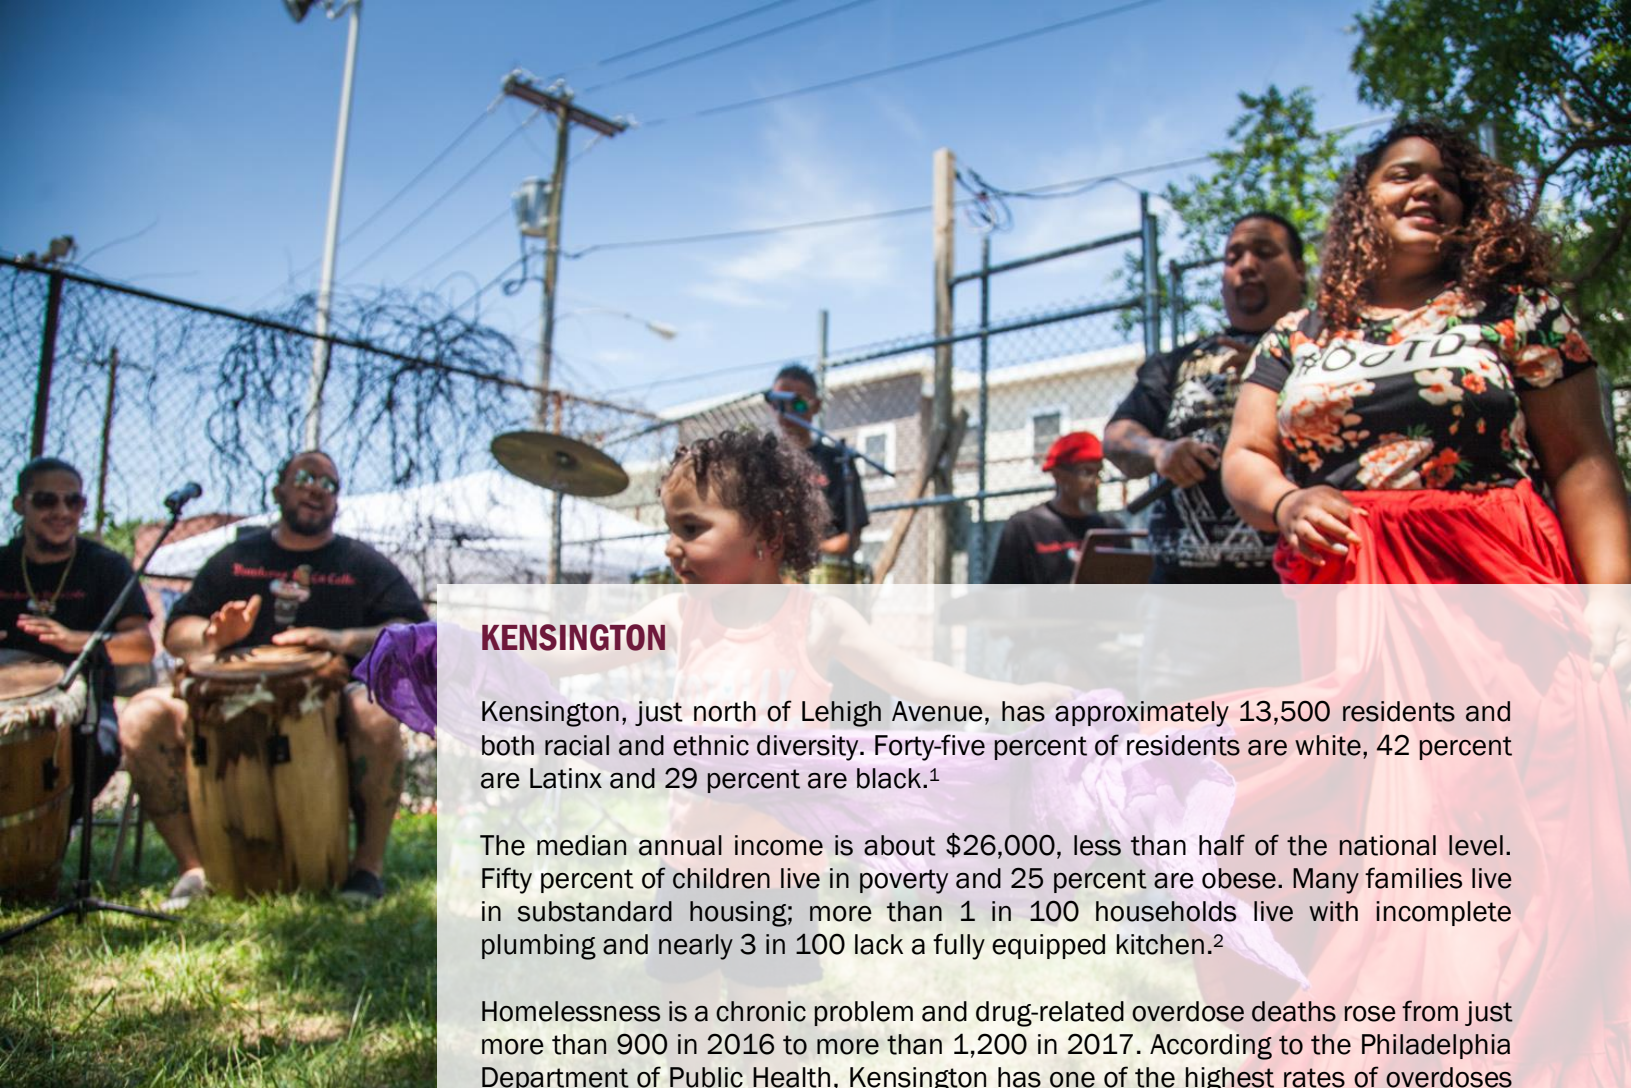 #OOTD
KENSINGTON
Kensington, just north of Lehigh Avenue, has approximately 13,500 residents and
both racial and ethnic diversity. Forty-five percent of residents are white, 42 percent
are Latinx and 29 percent are black.¹
The median annual income is about $26,000, less than half of the national level.
Fifty percent of children live in poverty and 25 percent are obese. Many families live
in substandard housing; more than 1 in 100 households live with incomplete
plumbing and nearly 3 in 100 lack a fully equipped kitchen.²
Homelessness is a chronic problem and drug-related overdose deaths rose from just
more than 900 in 2016 to more than 1,200 in 2017. According to the Philadelphia
Department of Public Health, Kensington has one of the highest rates of overdoses